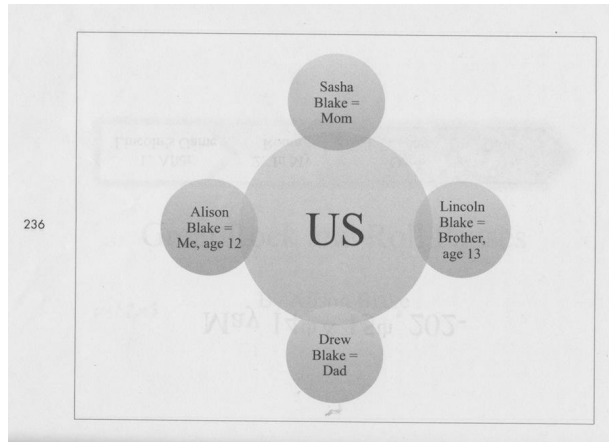 Sasha
Blake =
Mom
Alison
Blake =
Me, age 12
US
Lincoln
Blake =
Brother,
age 13
Drew
Blake =
Dad
236